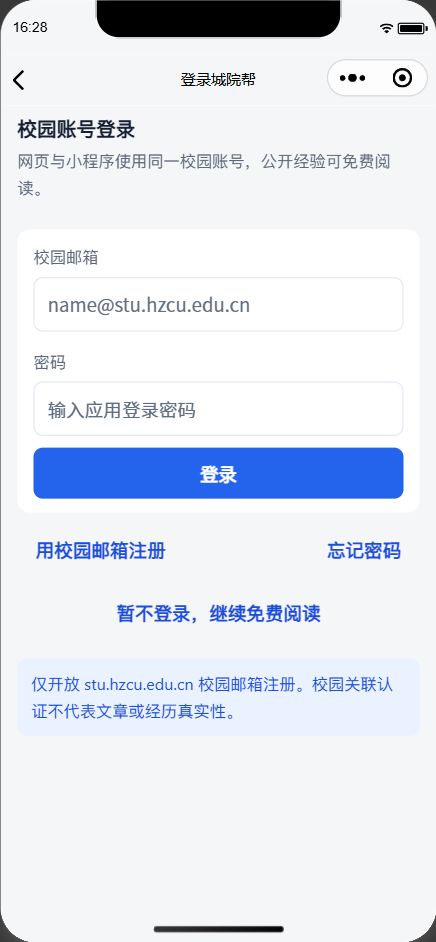 16:28
登录城院帮
校园账号登录
网页与小程序使用同一校园账号，公开经验可免费阅
读。
校园邮箱
name@stu.hzcu.edu.cn
密码
输入应用登录密码
登录
用校园邮箱注册 忘记密码
暂不登录，继续免费阅读
仅开放 stu.hzcu.edu.cn 校园邮箱注册。校园关联认
证不代表文章或经历真实性。